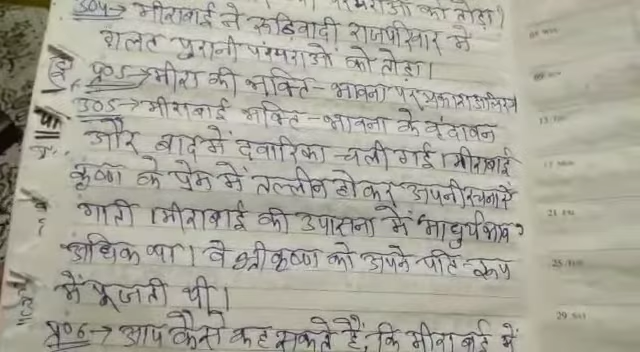 परम्पराओं को तोड़ा)
उ04→ मीराबाई ने रूढिवादी राजपरिवार में
गलत पुरानी परंमपराओं को तोड़ा।
प्र05→ मीरा की भक्ति-भावना पर प्रकाश डालिए
उ05→ मीराबाई भक्ति-भावना के वृंदावन
और बाद में द्वारिका चली गई। मीराबाई
कृष्ण के प्रेम में तल्लीन होकर अपनी रचनायें
गाती। मीराबाई की उपासना में "माधुर्यभाव"
अधिक था। वे श्रीकृष्ण को अपने पति-रूप
में पूजती थी।
प्र06→ आप कैसे कह सकते हैं, कि मीराबाई में